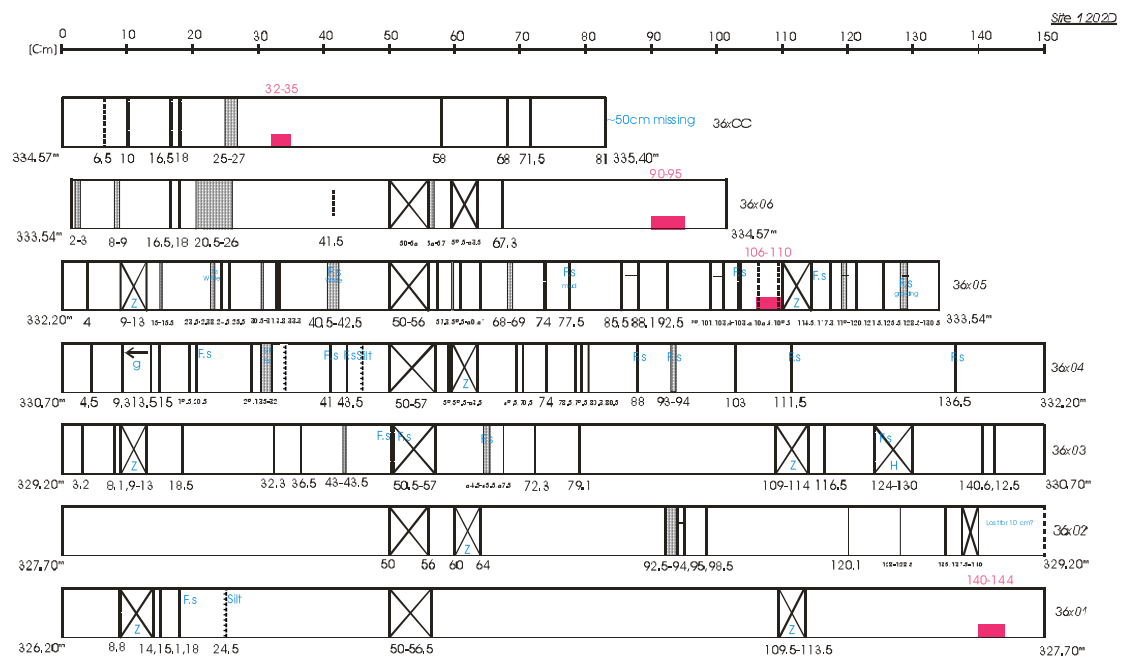 Site 1202D
0 10 20 30 40 50 60 70 80 90 100 110 120 130 140 150
[Cm]
32-35
~50cm missing 36xCC
334.57m 6,5 10 16,5 18 25-27 58 68 71,5 81 335,40m
90-95
36x06
333.54m 2-3 8-9 16.5,18 20.5-26 41.5 67,3 334.57m
106-110
F.s F.s F.s F.s
mud grading
Z Z
36x05
332.20m 4 9-13 15-15.5 40,5-42,5 50-56 68-69 74 77.5 85,5 88,1 92.5 333,54m
g F.s F.s F.s Silt F.s F.s F.s F.s
Z
36x04
330,70m 4,5 9,3 13,5 15 41 43,5 50-57 74 88 93-94 103 111,5 136,5 332.20m
F.s F.s F.s F.s
Z Z H
36x03
329.20m 3,2 8,1,9-13 18.5 32.3 36.5 43-43.5 50.5-57 72,3 79.1 109-114 116.5 124-130 140.6,12.5 330.70m
Lost for 10 cm?
Z
36x02
327.70m 50 56 60 64 92.5-94,95,98.5 120.1 329,20m
140-144
F.s Silt
Z Z
36x01
326,20m 8,8 14,15,1,18 24,5 50-56,5 109.5-113.5 327.70m